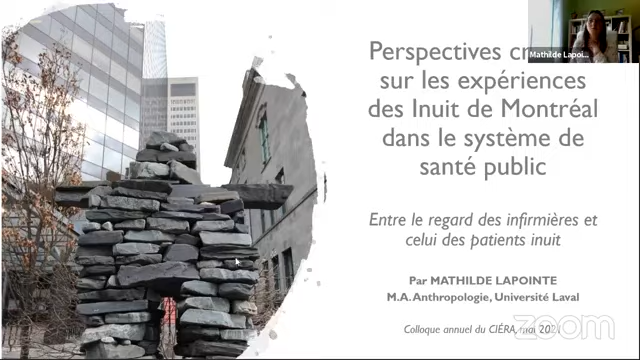 Perspectives
sur les expériences
des Inuit de Montréal
dans le système de
santé public
Entre le regard des infirmières et
celui des patients inuit
Par MATHILDE LAPOINTE
M.A. Anthropologie, Université Laval
Colloque annuel du CIÉRA, mai
zoom
Mathilde Lapoi...